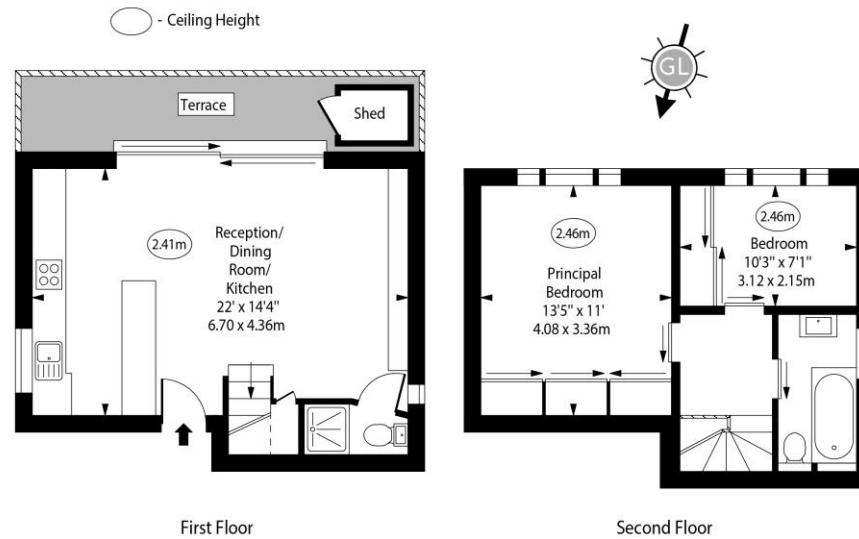 - Ceiling Height
GL
Terrace
Shed
2.41m
Reception/
Dining
Room/
Kitchen
22' x 14'4"
6.70 x 4.36m
2.46m
Principal
Bedroom
13'5" x 11'
4.08 x 3.36m
2.46m
Bedroom
10'3" x 7'1"
3.12 x 2.15m
First Floor
Second Floor